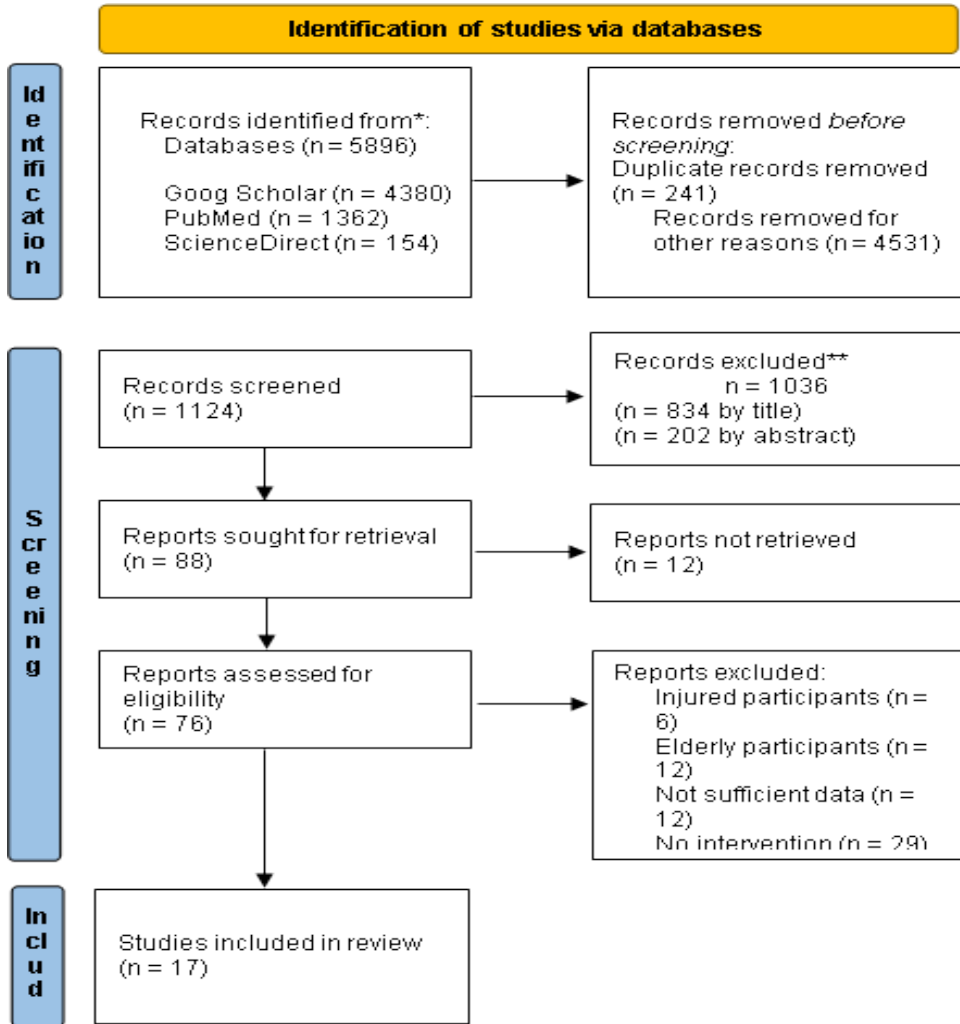 Identification of studies via databases
Id
e
nt
ific
at
io
n
Records identified from*:
Databases (n = 5896)
Goog Scholar (n = 4380)
PubMed (n = 1362)
ScienceDirect (n = 154)
Records removed before
screening:
Duplicate records removed
(n = 241)
Records removed for
other reasons (n = 4531)
S
cr
e
e
ni
n
g
Records screened
(n = 1124)
Records excluded**
n = 1036
(n = 834 by title)
(n = 202 by abstract)
Reports sought for retrieval
(n = 88)
Reports not retrieved
(n = 12)
Reports assessed for
eligibility
(n = 76)
Reports excluded:
Injured participants (n =
6)
Elderly participants (n =
12)
Not sufficient data (n =
12)
No intervention (n = 29)
In
cl
u
d
Studies included in review
(n = 17)